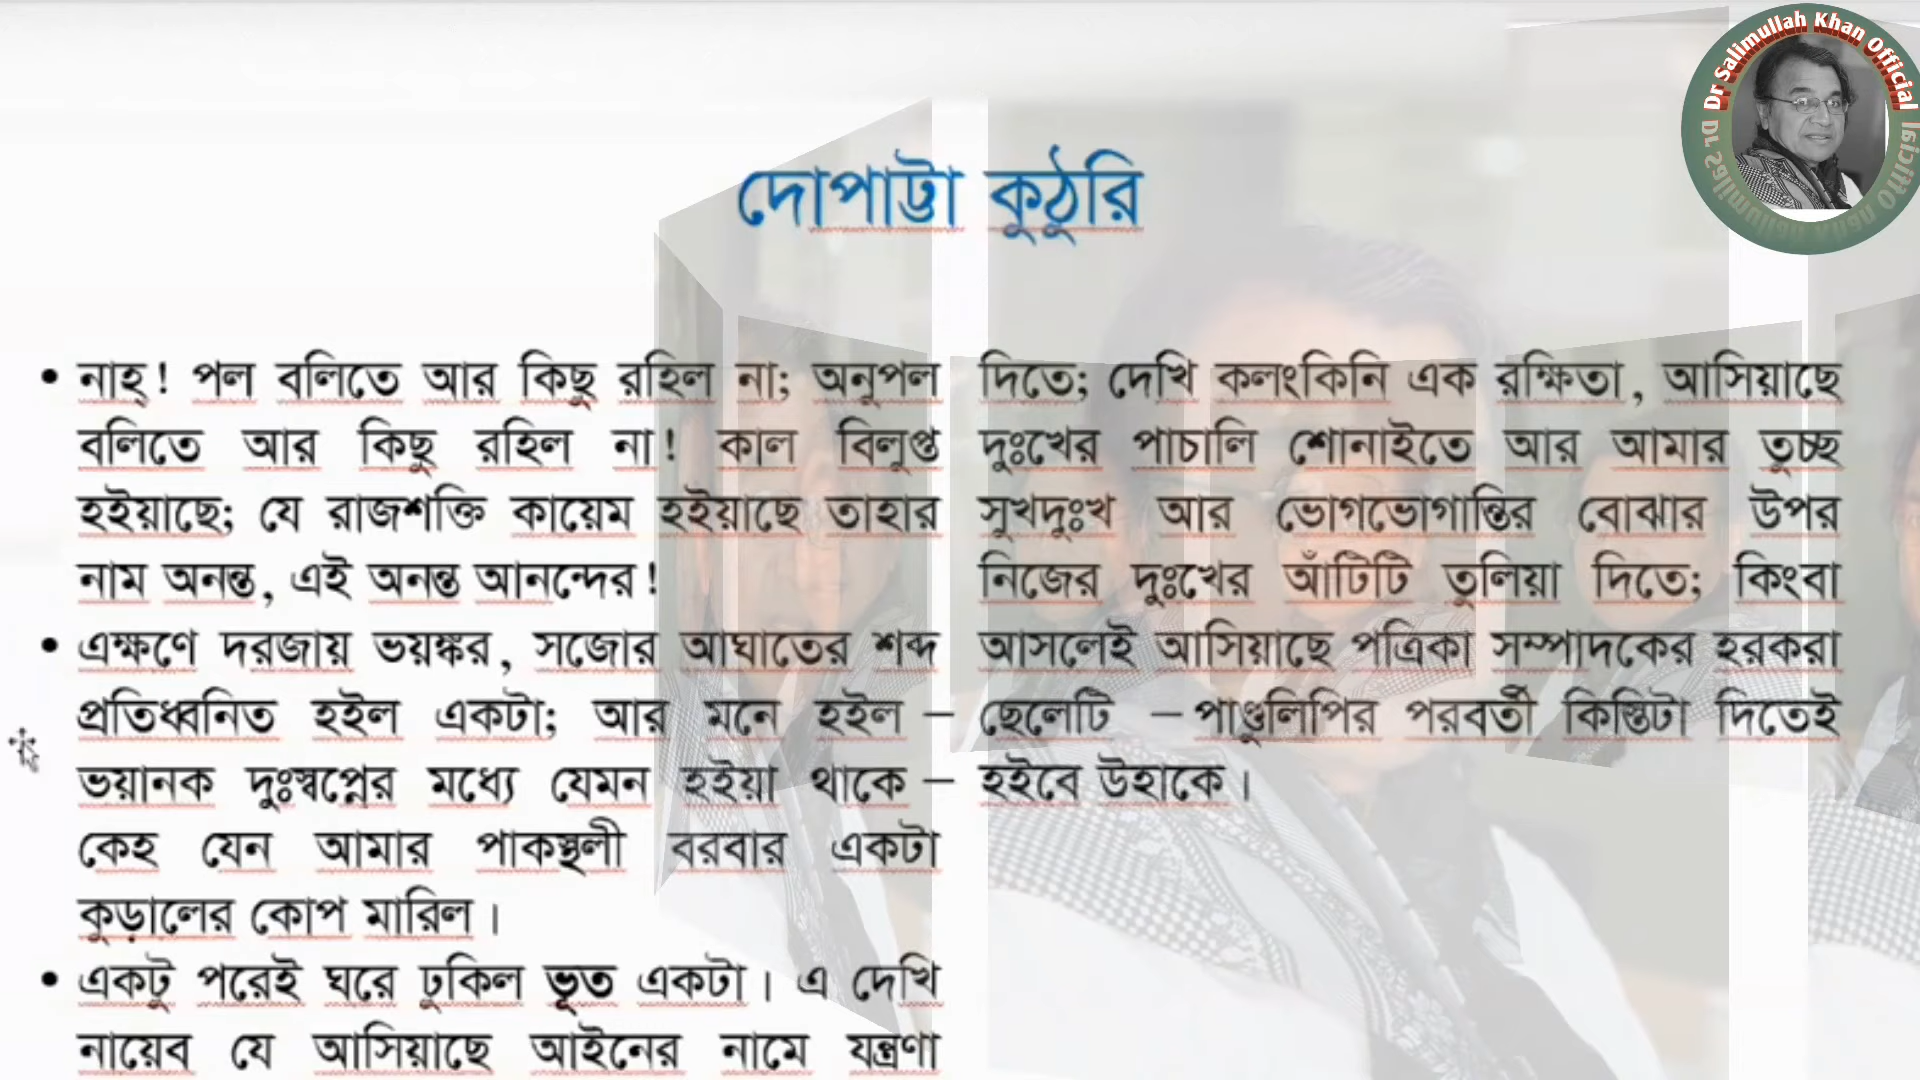 Dr Salimullah Khan Official
দোপাট্টা কুঠুরি
• নাহ্! পল বলিতে আর কিছু রহিল না; অনুপল
বলিতে আর কিছু রহিল না! কাল বিলুপ্ত
হইয়াছে; যে রাজশক্তি কায়েম হইয়াছে তাহার
নাম অনন্ত, এই অনন্ত আনন্দের!
• এক্ষণে দরজায় ভয়ঙ্কর, সজোর আঘাতের শব্দ
প্রতিধ্বনিত হইল একটা; আর মনে হইল –
ভয়ানক দুঃস্বপ্নের মধ্যে যেমন হইয়া থাকে –
কেহ যেন আমার পাকস্থলী বরবার একটা
কুড়ালের কোপ মারিল।
• একটু পরেই ঘরে ঢুকিল ভূত একটা। এ দেখি
নায়েব যে আসিয়াছে আইনের নামে যন্ত্রণা
দিতে; দেখি কলংকিনি এক রক্ষিতা, আসিয়াছে
দুঃখের পাচালি শোনাইতে আর আমার তুচ্ছ
সুখদুঃখ আর ভোগভোগান্তির বোঝার উপর
নিজের দুঃখের আঁটিটি তুলিয়া দিতে; কিংবা
আসলেই আসিয়াছে পত্রিকা সম্পাদকের হরকরা
ছেলেটি – পাণ্ডুলিপির পরবর্তী কিস্তিটা দিতেই
হইবে উহাকে।